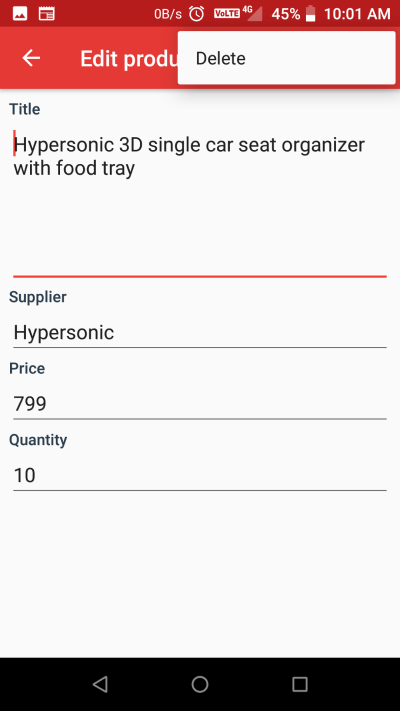 0B/s VoLTE 4G 45% 10:01 AM
Edit produ
Delete
Title
Hypersonic 3D single car seat organizer
with food tray
Supplier
Hypersonic
Price
799
Quantity
10